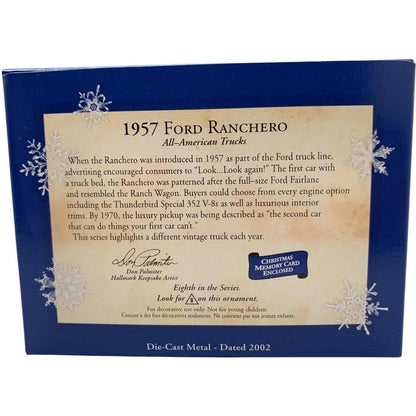 1957 FORD RANCHERO
All–American Trucks
When the Ranchero was introduced in 1957 as part of the Ford truck line,
advertising encouraged consumers to "Look...Look again!" The first car with
a truck bed, the Ranchero was patterned after the full–size Ford Fairlane
and resembled the Ranch Wagon. Buyers could choose from every engine option
including the Thunderbird Special 352 V-8s as well as luxurious interior
trims. By 1970, the luxury pickup was being described as "the second car
that can do things your first car can't."
This series highlights a different vintage truck each year.
Don Palmiter
Don Palmiter
Hallmark Keepsake Artist
CHRISTMAS
MEMORY CARD
ENCLOSED
Eighth in the Series.
Look for 8 on this ornament.
For decorative use only. Not for young children.
Conçue à des fins décoratives seulement. Ne convient pas aux jeunes enfants.
Die-Cast Metal - Dated 2002